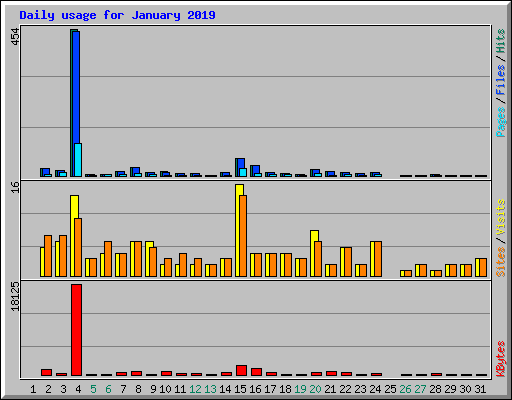 Daily usage for January 2019
454
Pages / Files / Hits
16
Sites / Visits
18125
KBytes
1 2 3 4 5 6 7 8 9 10 11 12 13 14 15 16 17 18 19 20 21 22 23 24 25 26 27 28 29 30 31